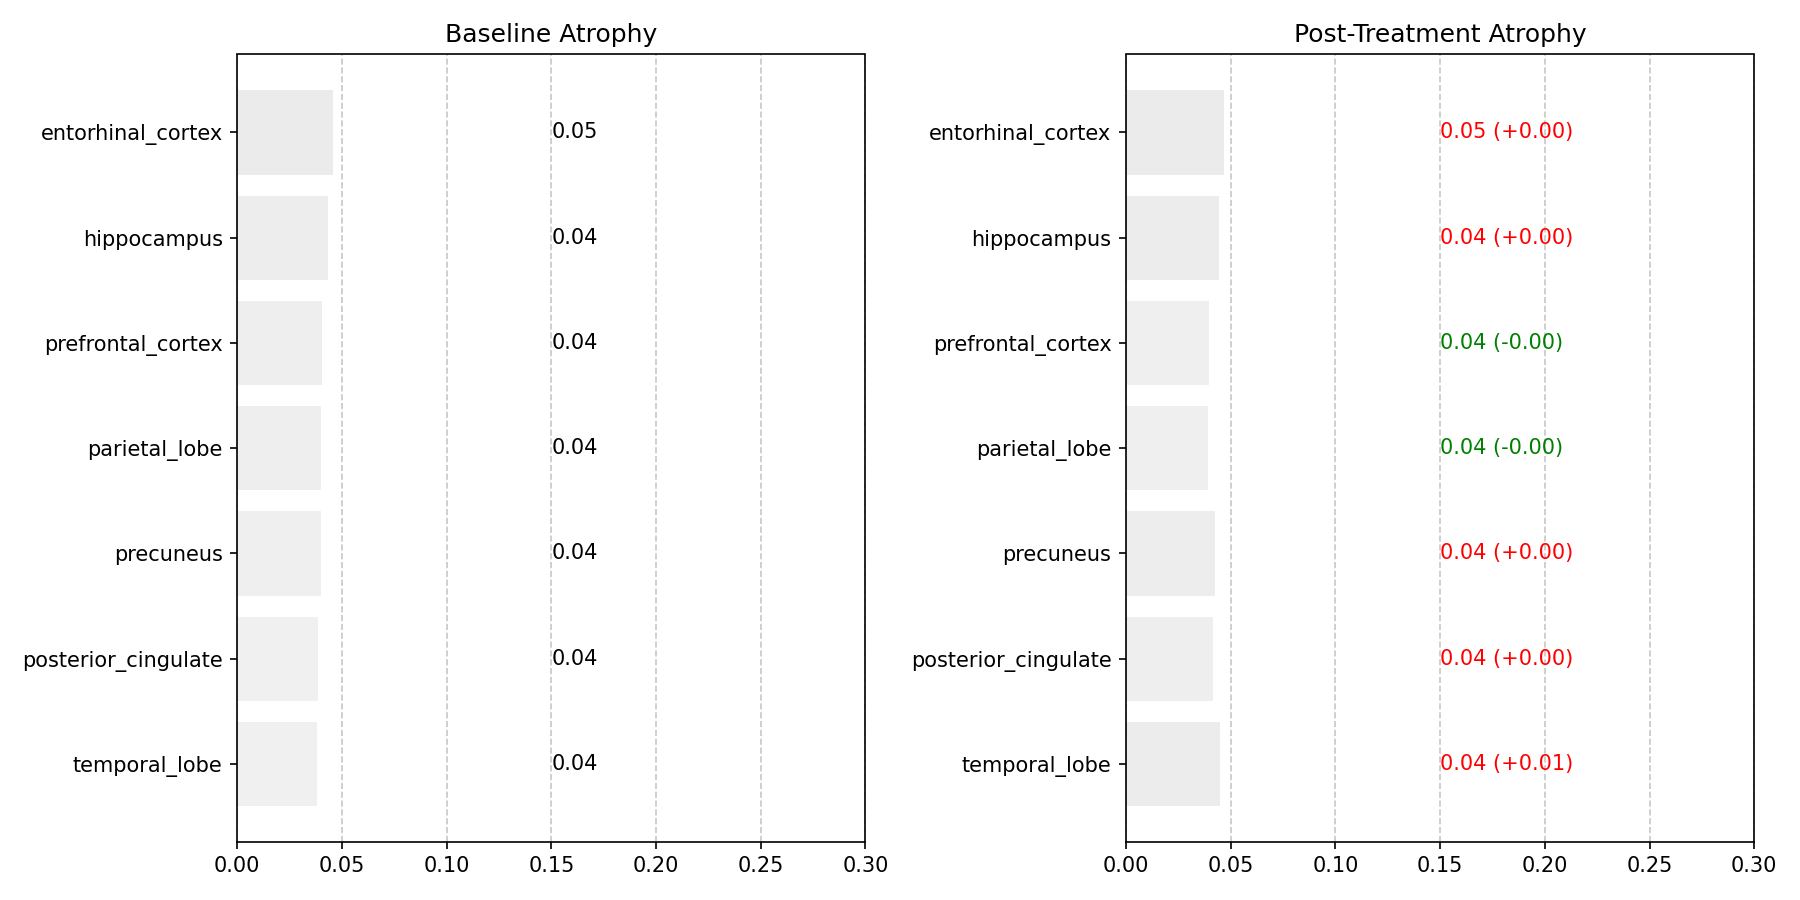 Baseline Atrophy
entorhinal_cortex 0.05
hippocampus 0.04
prefrontal_cortex 0.04
parietal_lobe 0.04
precuneus 0.04
posterior_cingulate 0.04
temporal_lobe 0.04
0.00 0.05 0.10 0.15 0.20 0.25 0.30
Post-Treatment Atrophy
entorhinal_cortex 0.05 (+0.00)
hippocampus 0.04 (+0.00)
prefrontal_cortex 0.04 (-0.00)
parietal_lobe 0.04 (-0.00)
precuneus 0.04 (+0.00)
posterior_cingulate 0.04 (+0.00)
temporal_lobe 0.04 (+0.01)
0.00 0.05 0.10 0.15 0.20 0.25 0.30